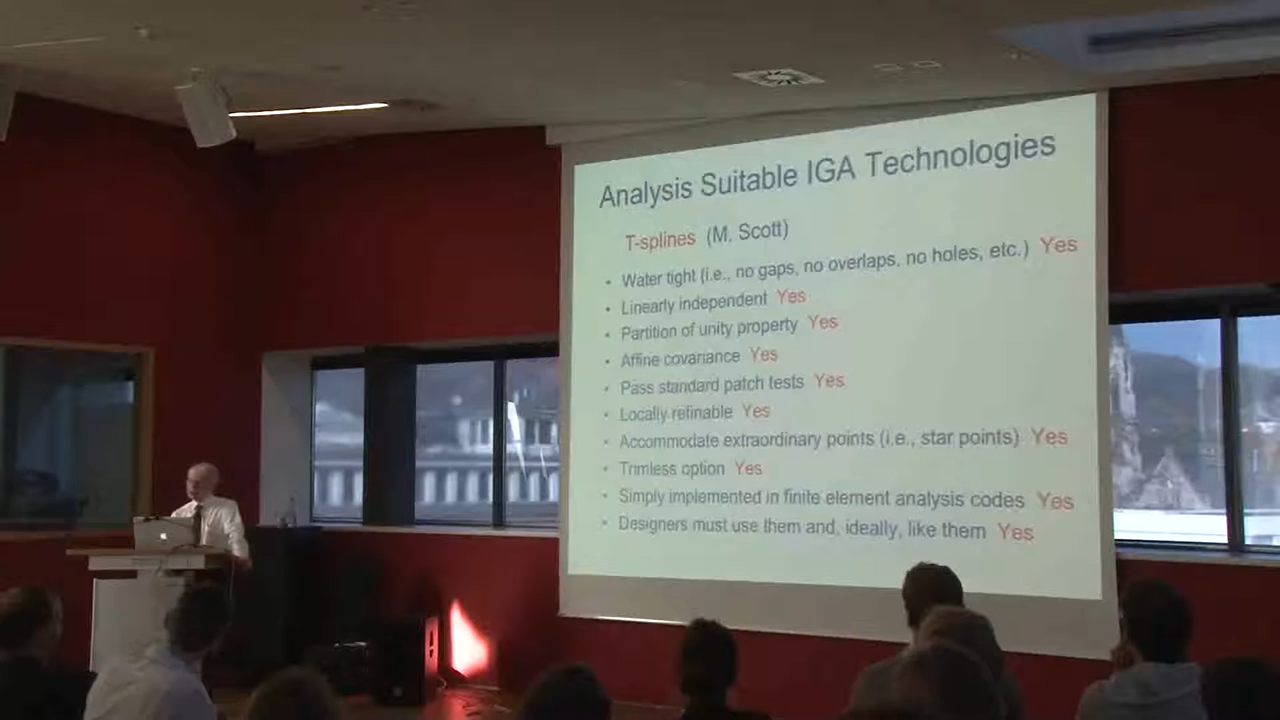 Analysis Suitable IGA Technologies
T-splines (M. Scott)
• Water tight (i.e., no gaps, no overlaps, no holes, etc.) Yes
• Linearly independent Yes
• Partition of unity property Yes
• Affine covariance Yes
• Pass standard patch tests Yes
• Locally refinable Yes
• Accommodate extraordinary points (i.e., star points) Yes
• Trimless option Yes
• Simply implemented in finite element analysis codes Yes
• Designers must use them and, ideally, like them Yes